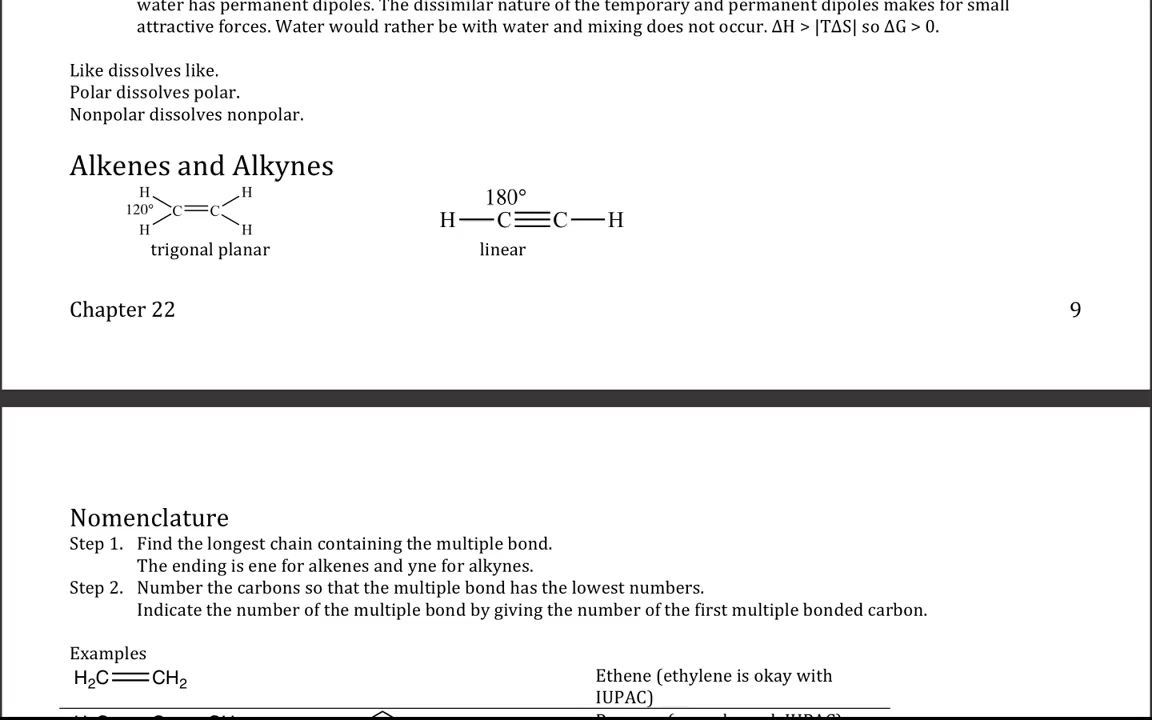 water has permanent dipoles. The dissimilar nature of the temporary and permanent dipoles makes for small
attractive forces. Water would rather be with water and mixing does not occur. ΔH > |TΔS| so ΔG > 0.
Like dissolves like.
Polar dissolves polar.
Nonpolar dissolves nonpolar.
Alkenes and Alkynes
H H
120° C=C
H H
trigonal planar
180°
H—C≡C—H
linear
Chapter 22 9
Nomenclature
Step 1. Find the longest chain containing the multiple bond.
The ending is ene for alkenes and yne for alkynes.
Step 2. Number the carbons so that the multiple bond has the lowest numbers.
Indicate the number of the multiple bond by giving the number of the first multiple bonded carbon.
Examples
H₂C=CH₂ Ethene (ethylene is okay with
IUPAC)